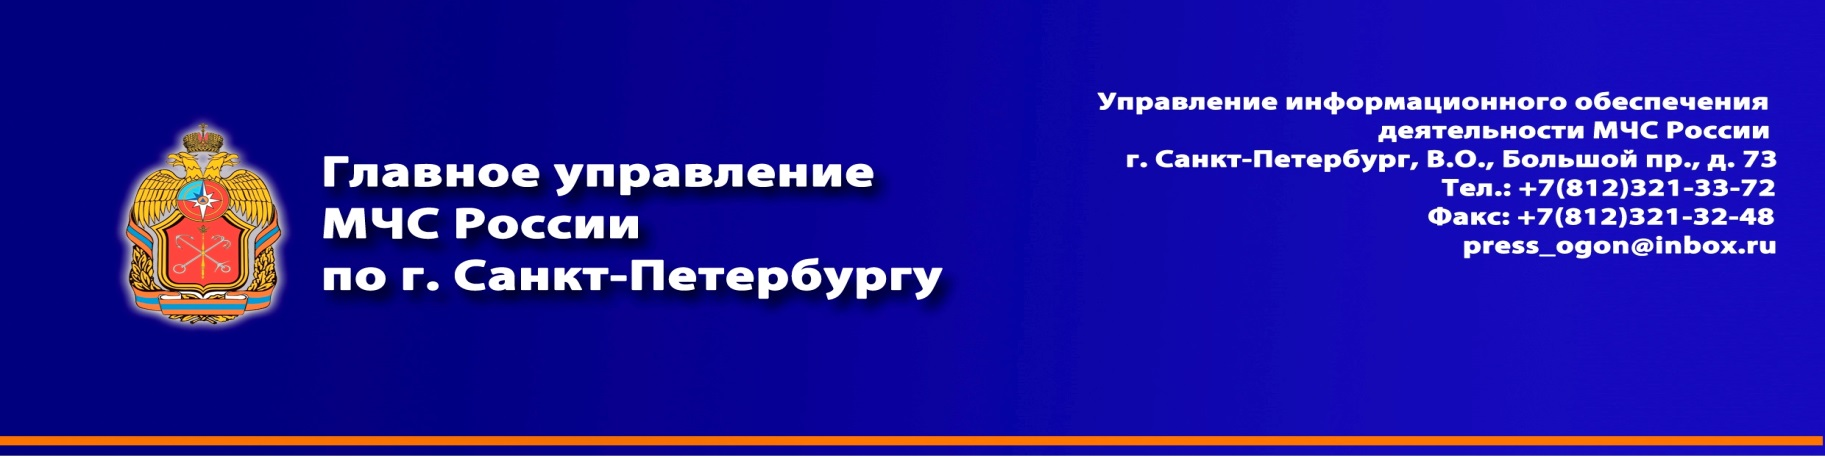 Главное управление
МЧС России
по г. Санкт-Петербургу
Управление информационного обеспечения
деятельности МЧС России
г. Санкт-Петербург, В.О., Большой пр., д. 73
Тел.: +7(812)321-33-72
Факс: +7(812)321-32-48
press_ogon@inbox.ru